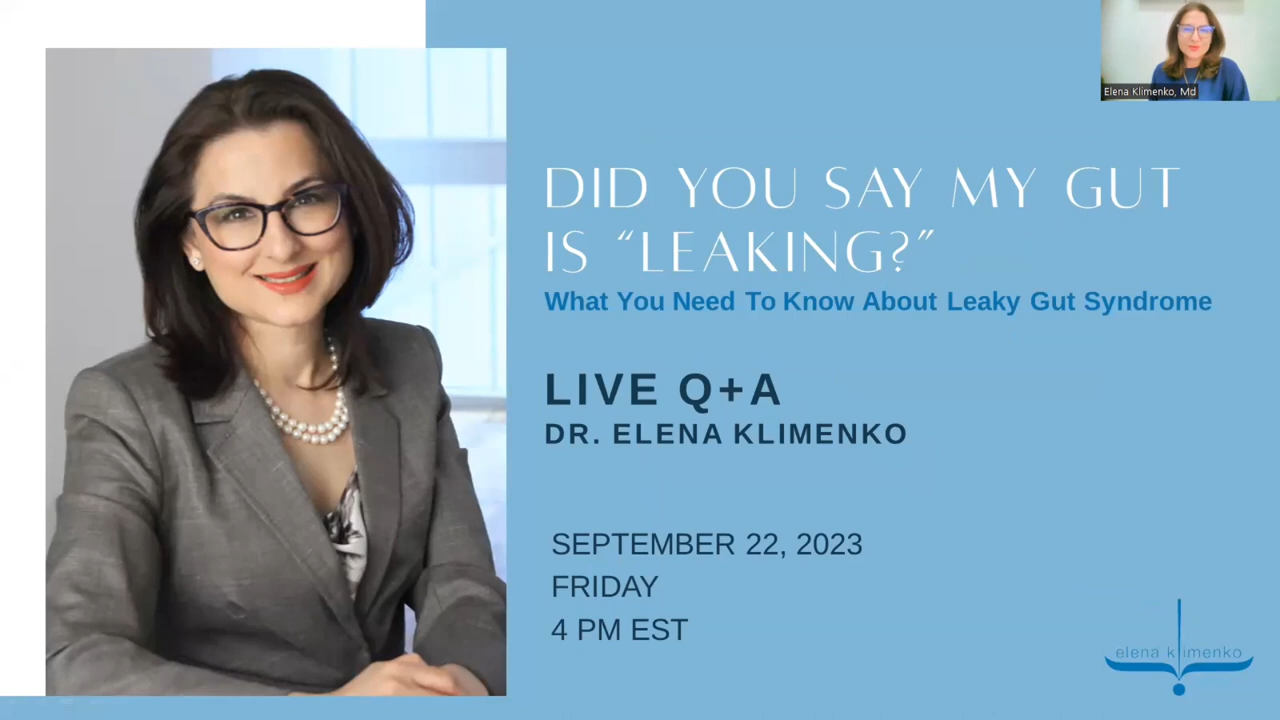 Elena Klimenko, Md
DID YOU SAY MY GUT
IS “LEAKING?”
What You Need To Know About Leaky Gut Syndrome
LIVE Q+A
DR. ELENA KLIMENKO
SEPTEMBER 22, 2023
FRIDAY
4 PM EST
elena klimenko